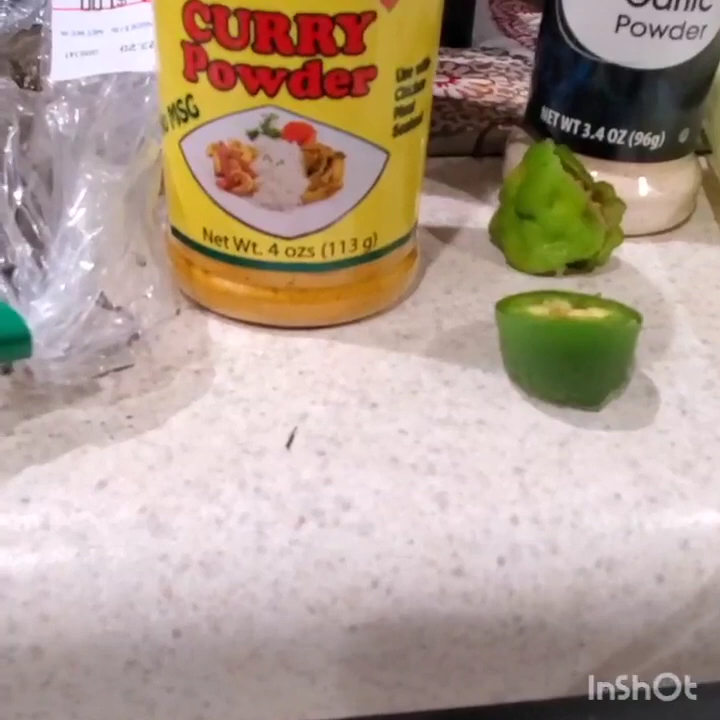 CURRY
Powder
NO MSG
Use with
Chicken
Meat
Seafood
Net Wt. 4 ozs (113 g)
Garlic
Powder
NET WT 3.4 OZ (96g)
InShOt